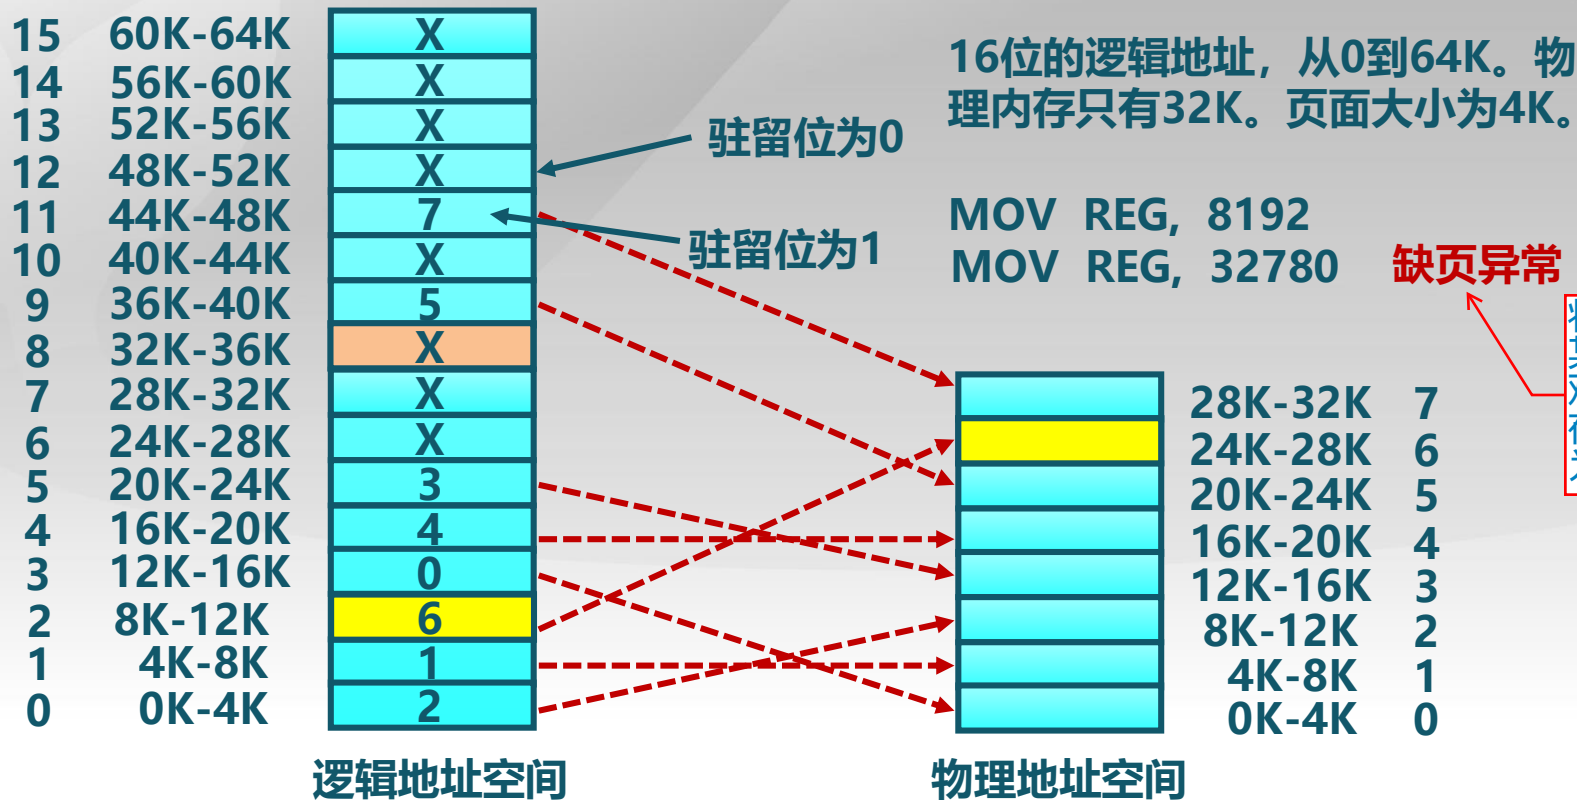 15 60K-64K X
14 56K-60K X
13 52K-56K X
12 48K-52K X
11 44K-48K 7
10 40K-44K X
9 36K-40K 5
8 32K-36K X
7 28K-32K X
6 24K-28K X
5 20K-24K 3
4 16K-20K 4
3 12K-16K 0
2 8K-12K 6
1 4K-8K 1
0 0K-4K 2
逻辑地址空间
驻留位为0
驻留位为1
16位的逻辑地址，从0到64K。物
理内存只有32K。页面大小为4K。
MOV REG, 8192
MOV REG, 32780 缺页异常
28K-32K 7
24K-28K 6
20K-24K 5
16K-20K 4
12K-16K 3
8K-12K 2
4K-8K 1
0K-4K 0
物理地址空间